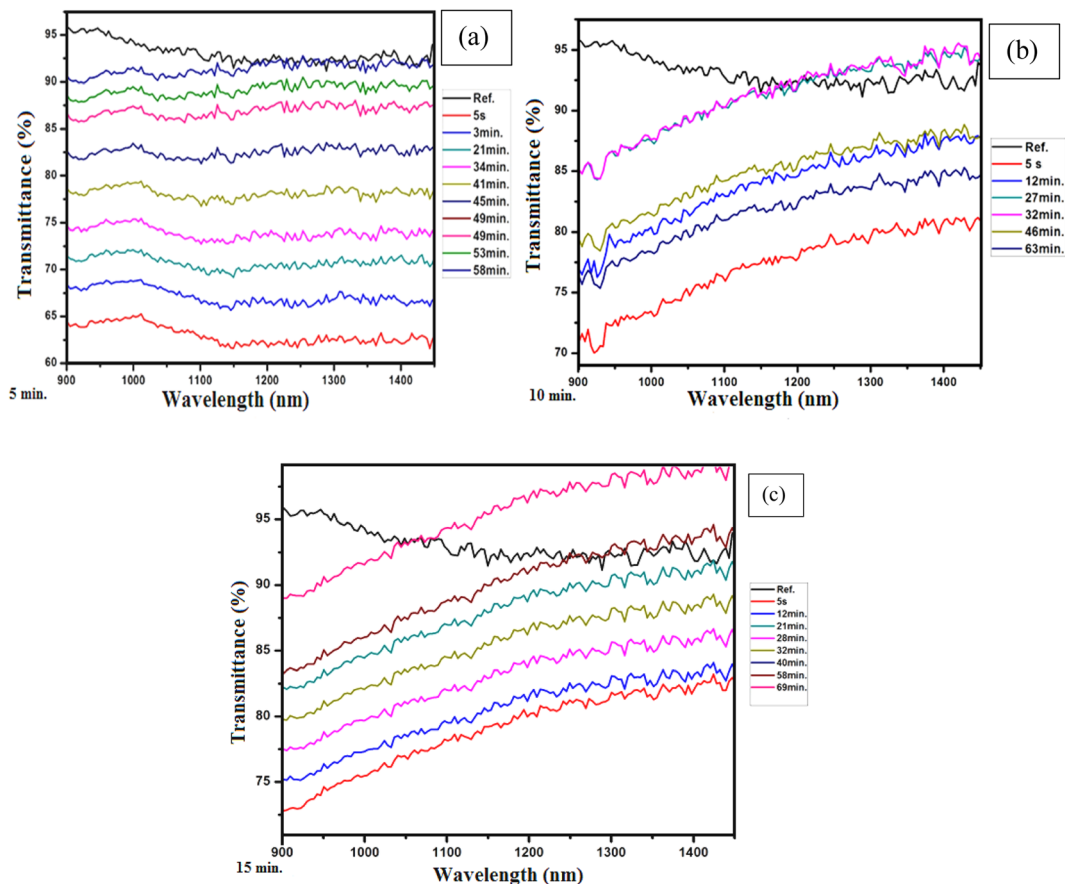 (a)
95
90
85
80
75
70
65
60
Transmittance (%)
900 1000 1100 1200 1300 1400
5 min.
Wavelength (nm)
Ref.
5s
3min.
21min.
34min.
41min.
45min.
49min.
49min.
53min.
58min.
(b)
95
90
85
80
75
70
Transmittance (%)
900 1000 1100 1200 1300 1400
10 min.
Wavelength (nm)
Ref.
5 s
12min.
27min.
32min.
46min.
63min.
(c)
95
90
85
80
75
Transmittance (%)
900 1000 1100 1200 1300 1400
15 min.
Wavelength (nm)
Ref.
5s
12min.
21min.
28min.
32min.
40min.
58min.
69min.